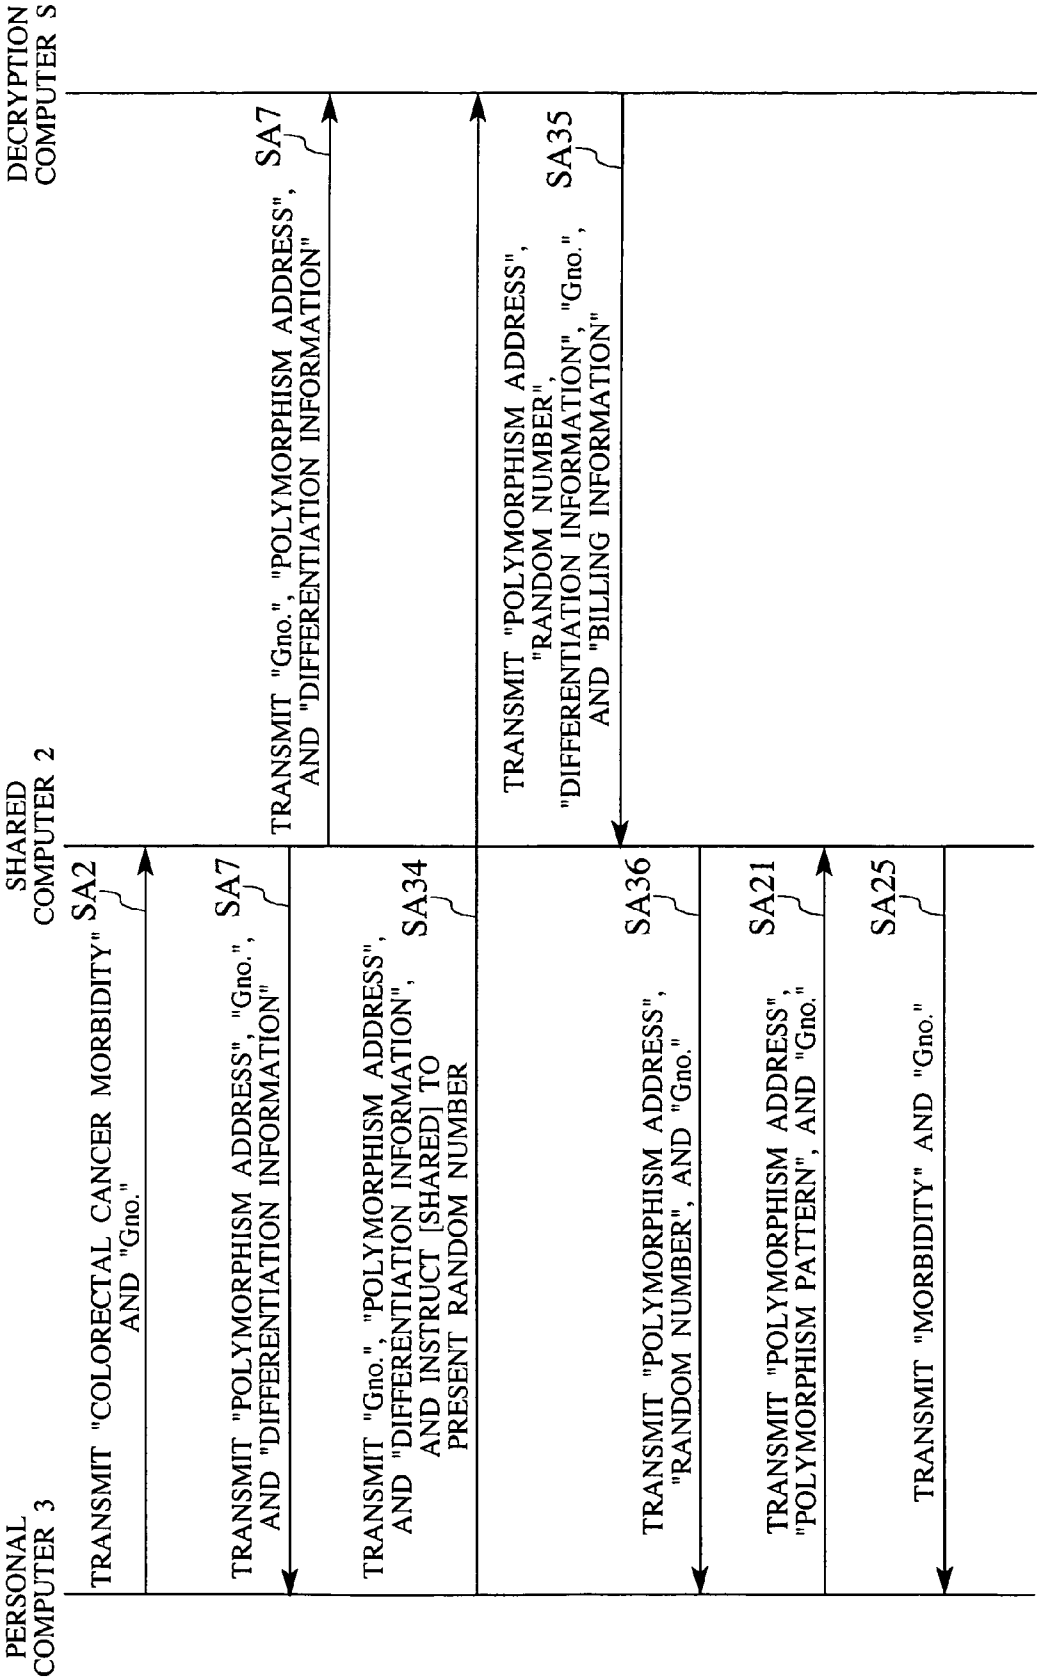 PERSONAL
COMPUTER 3
SHARED
COMPUTER 2
DECRYPTION
COMPUTER S
TRANSMIT "COLORECTAL CANCER MORBIDITY"
AND "Gno."
SA2
TRANSMIT "POLYMORPHISM ADDRESS", "Gno.",
AND "DIFFERENTIATION INFORMATION"
SA7
TRANSMIT "Gno.", "POLYMORPHISM ADDRESS",
AND "DIFFERENTIATION INFORMATION"
SA7
TRANSMIT "Gno.", "POLYMORPHISM ADDRESS",
AND "DIFFERENTIATION INFORMATION",
AND INSTRUCT [SHARED] TO
PRESENT RANDOM NUMBER
SA34
TRANSMIT "POLYMORPHISM ADDRESS",
"RANDOM NUMBER",
"DIFFERENTIATION INFORMATION", "Gno.",
AND "BILLING INFORMATION"
SA35
TRANSMIT "POLYMORPHISM ADDRESS",
"RANDOM NUMBER", AND "Gno."
SA36
TRANSMIT "POLYMORPHISM ADDRESS",
"POLYMORPHISM PATTERN", AND "Gno."
SA21
TRANSMIT "MORBIDITY" AND "Gno."
SA25